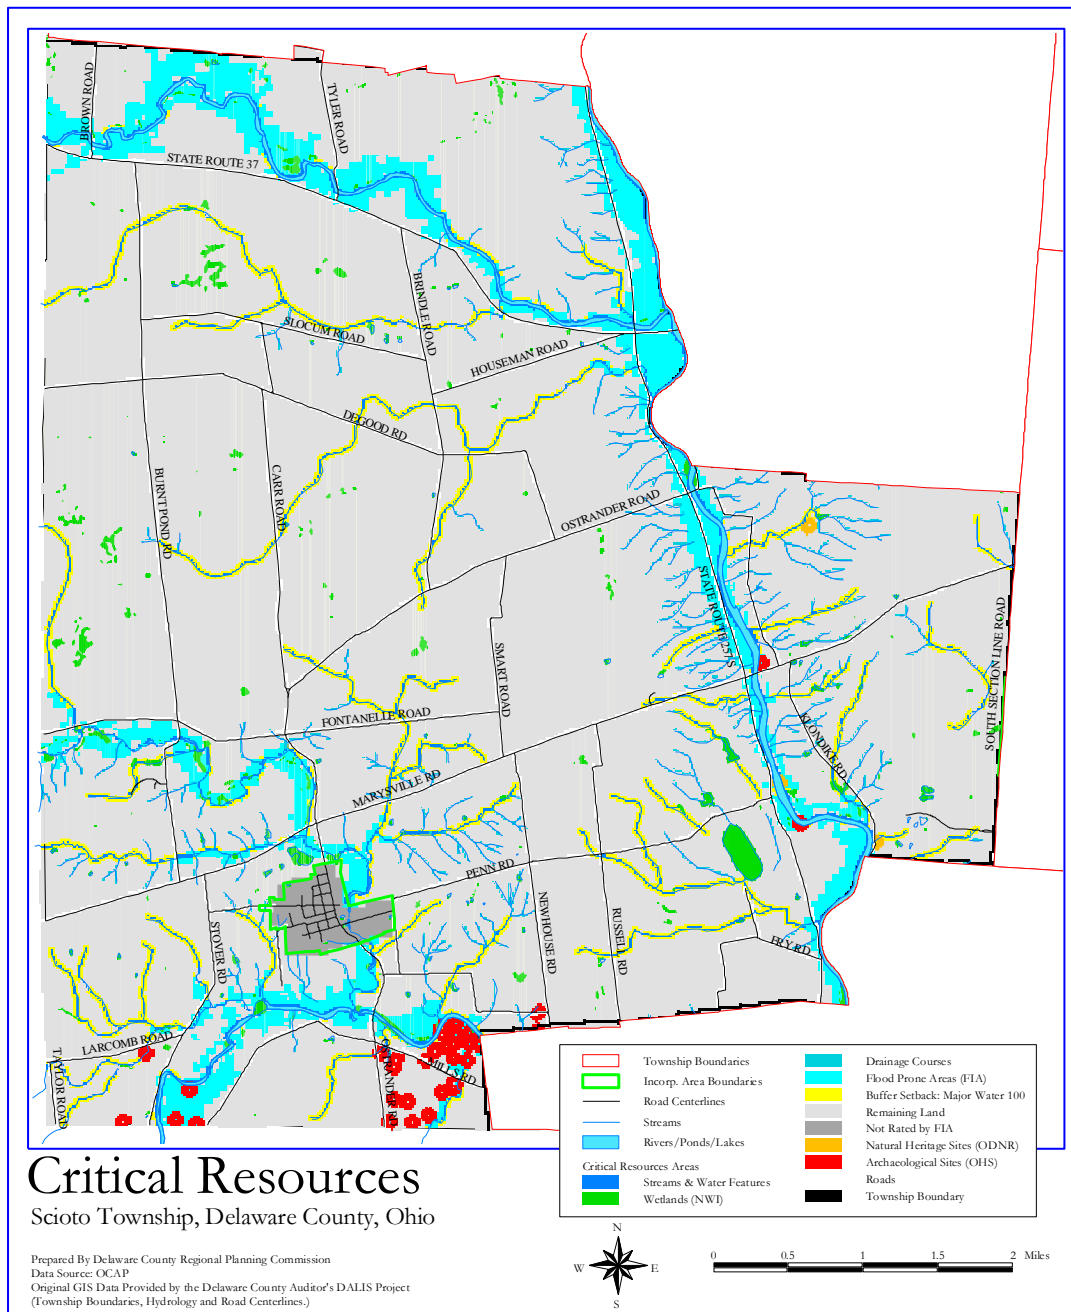 BROWN ROAD
TYLER ROAD
STATE ROUTE 37
BRINDLE ROAD
SLOCUM ROAD
HOUSEMAN ROAD
DEGOOD RD
BURNT POND RD
CARR ROAD
OSTRANDER ROAD
STATE ROUTE 257 S
SMART ROAD
SOUTH SECTION LINE ROAD
FONTANELLE ROAD
KLONDIKE RD
MARYSVILLE RD
PENN RD
STOVER RD
NEWHOUSE RD
RUSSELL RD
FRY RD
LARCOMB ROAD
TAYLOR ROAD
OSTRANDER RD
MILLS RD
Township Boundaries
Incorp. Area Boundaries
Road Centerlines
Streams
Rivers/Ponds/Lakes
Critical Resources Areas
Streams & Water Features
Wetlands (NWI)
Drainage Courses
Flood Prone Areas (FIA)
Buffer Setback: Major Water 100
Remaining Land
Not Rated by FIA
Natural Heritage Sites (ODNR)
Archaeological Sites (OHS)
Roads
Township Boundary
Critical Resources
Scioto Township, Delaware County, Ohio
Prepared By Delaware County Regional Planning Commission
Data Source: OCAP
Original GIS Data Provided by the Delaware County Auditor's DALIS Project
(Township Boundaries, Hydrology and Road Centerlines.)
N
W E
S
0 0.5 1 1.5 2 Miles